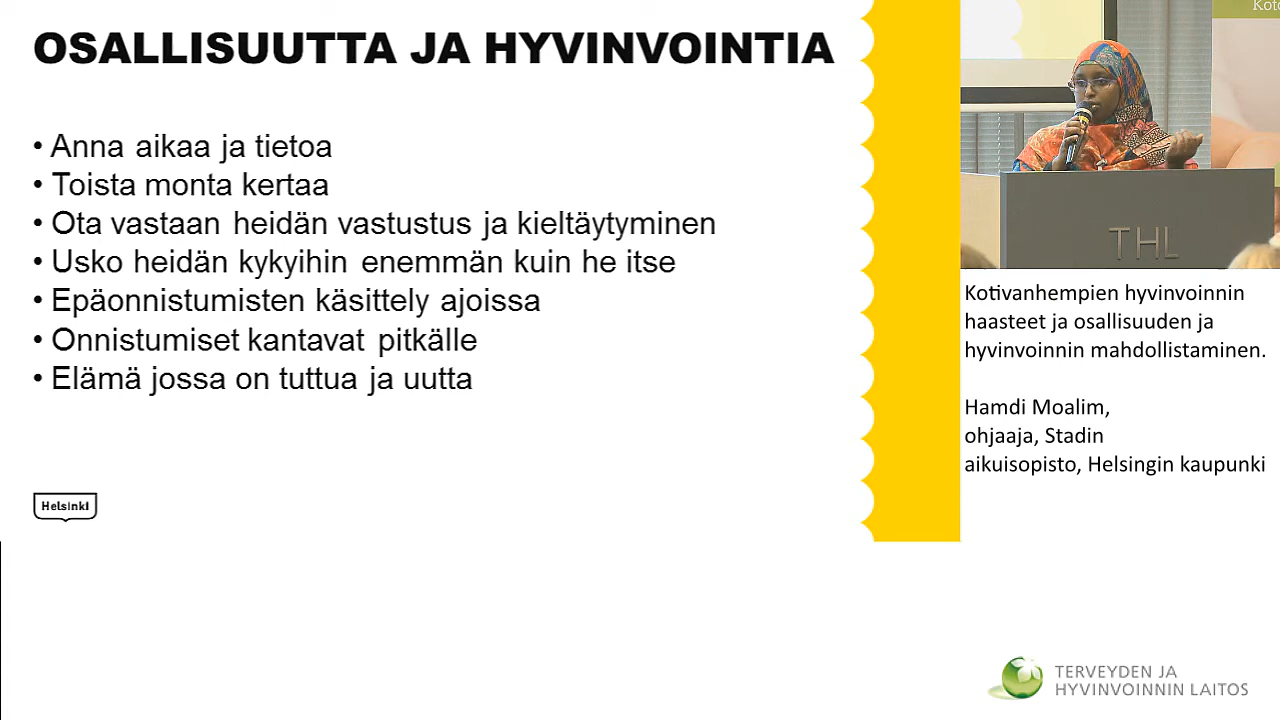 OSALLISUUTTA JA HYVINVOINTIA
• Anna aikaa ja tietoa
• Toista monta kertaa
• Ota vastaan heidän vastustus ja kieltäytyminen
• Usko heidän kykyihin enemmän kuin he itse
• Epäonnistumisten käsittely ajoissa
• Onnistumiset kantavat pitkälle
• Elämä jossa on tuttua ja uutta
Helsinki
THL
Kotivanhempien hyvinvoinnin
haasteet ja osallisuuden ja
hyvinvoinnin mahdollistaminen.
Hamdi Moalim,
ohjaaja, Stadin
aikuisopisto, Helsingin kaupunki
TERVEYDEN JA
HYVINVOINNIN LAITOS